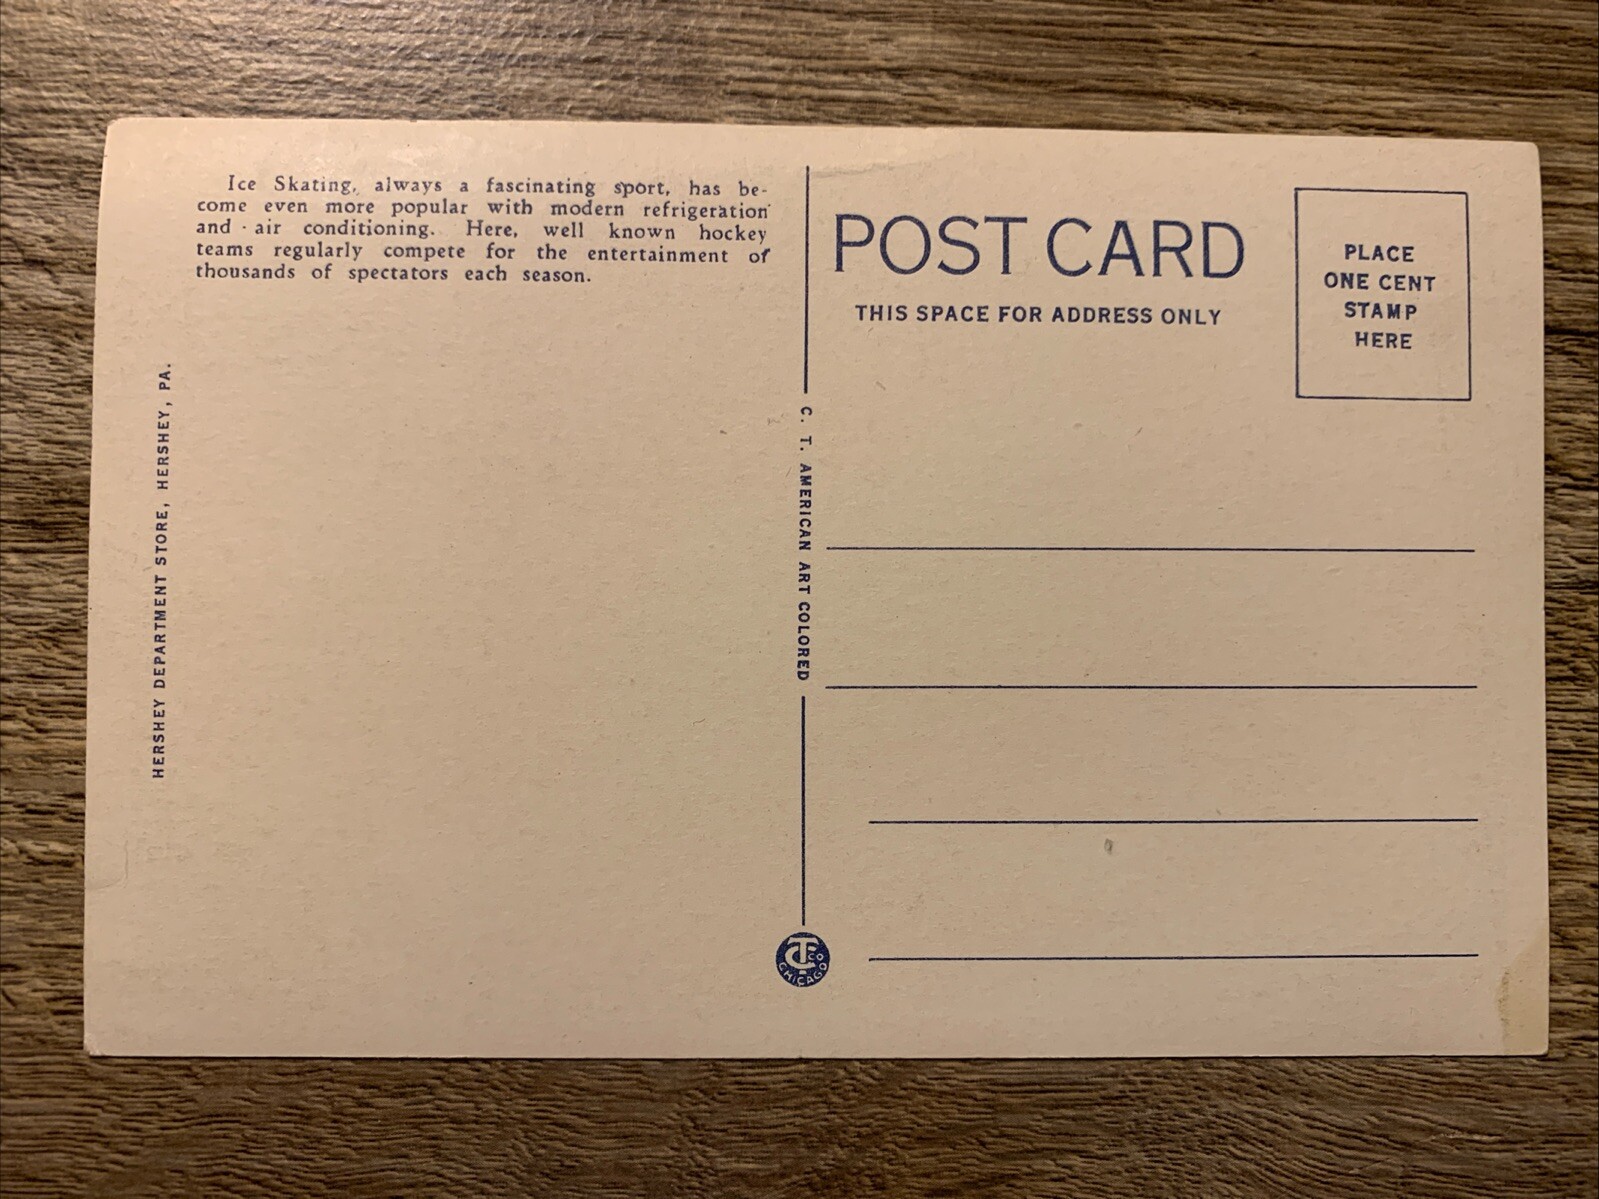 Ice Skating, always a fascinating sport, has be-
come even more popular with modern refrigeration
and air conditioning. Here, well known hockey
teams regularly compete for the entertainment of
thousands of spectators each season.
HERSHEY DEPARTMENT STORE, HERSHEY, PA.
C. T. AMERICAN ART COLORED
CT CO
CHICAGO
POST CARD
THIS SPACE FOR ADDRESS ONLY
PLACE
ONE CENT
STAMP
HERE